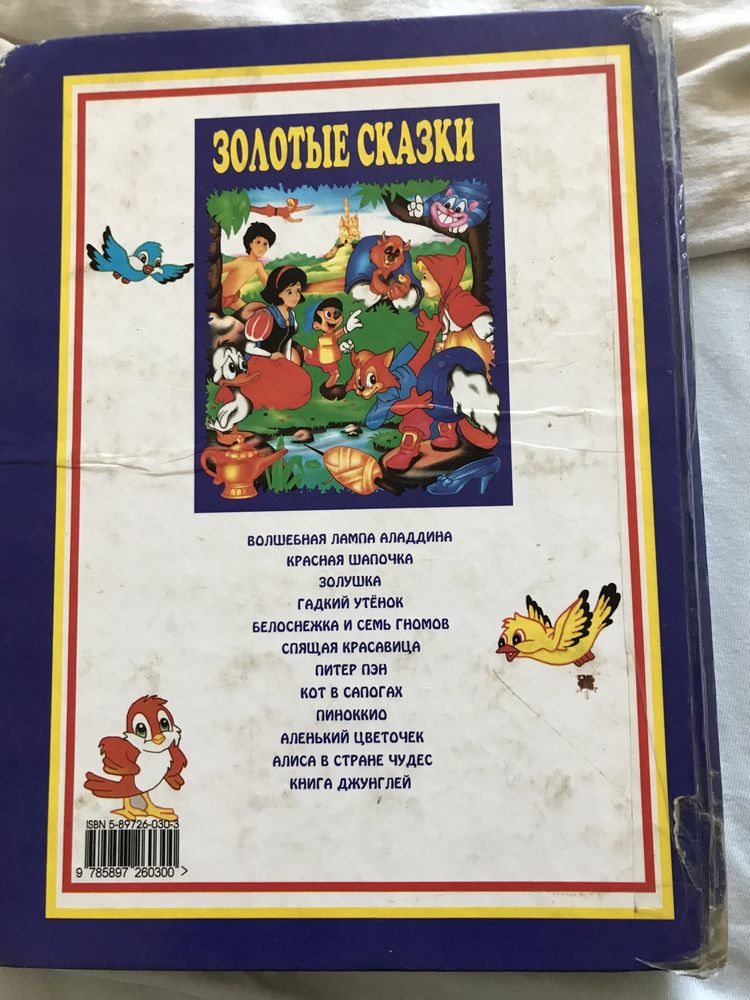 ЗОЛОТЫЕ СКАЗКИ
ВОЛШЕБНАЯ ЛАМПА АЛАДДИНА
КРАСНАЯ ШАПОЧКА
ЗОЛУШКА
ГАДКИЙ УТЁНОК
БЕЛОСНЕЖКА И СЕМЬ ГНОМОВ
СПЯЩАЯ КРАСАВИЦА
ПИТЕР ПЭН
КОТ В САПОГАХ
ПИНОККИО
АЛЕНЬКИЙ ЦВЕТОЧЕК
АЛИСА В СТРАНЕ ЧУДЕС
КНИГА ДЖУНГЛЕЙ
ISBN 5-89726-030-3
9 785897 260300 >